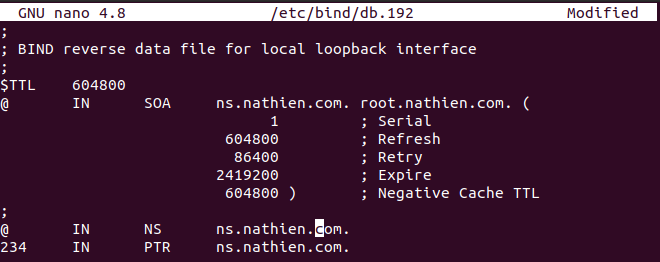 GNU nano 4.8 /etc/bind/db.192 Modified
;
; BIND reverse data file for local loopback interface
;
$TTL 604800
@ IN SOA ns.nathien.com. root.nathien.com. (
1 ; Serial
604800 ; Refresh
86400 ; Retry
2419200 ; Expire
604800 ) ; Negative Cache TTL
;
@ IN NS ns.nathien.com.
234 IN PTR ns.nathien.com.